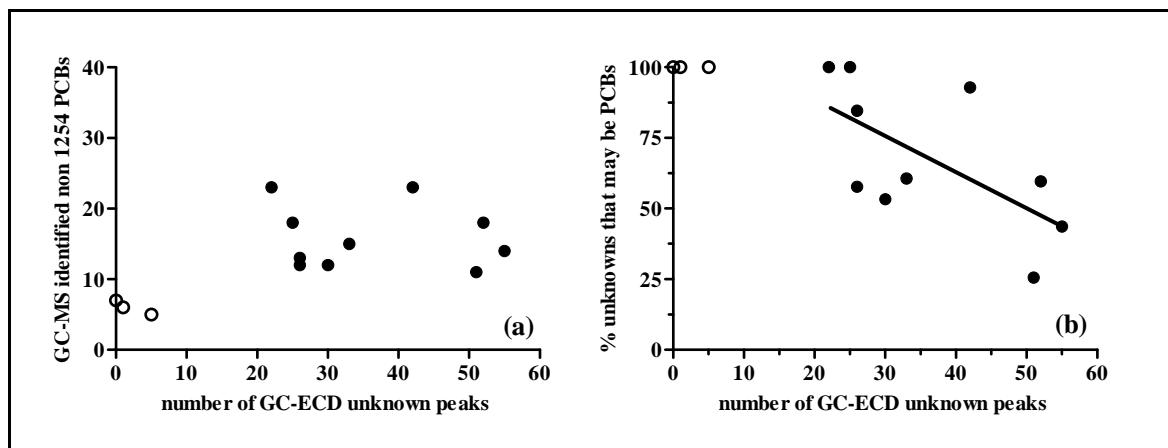 GC-MS identified non 1254 PCBs
40
30
20
10
0
0 10 20 30 40 50 60
number of GC-ECD unknown peaks
(a)
% unknowns that may be PCBs
100
75
50
25
0
0 10 20 30 40 50 60
number of GC-ECD unknown peaks
(b)